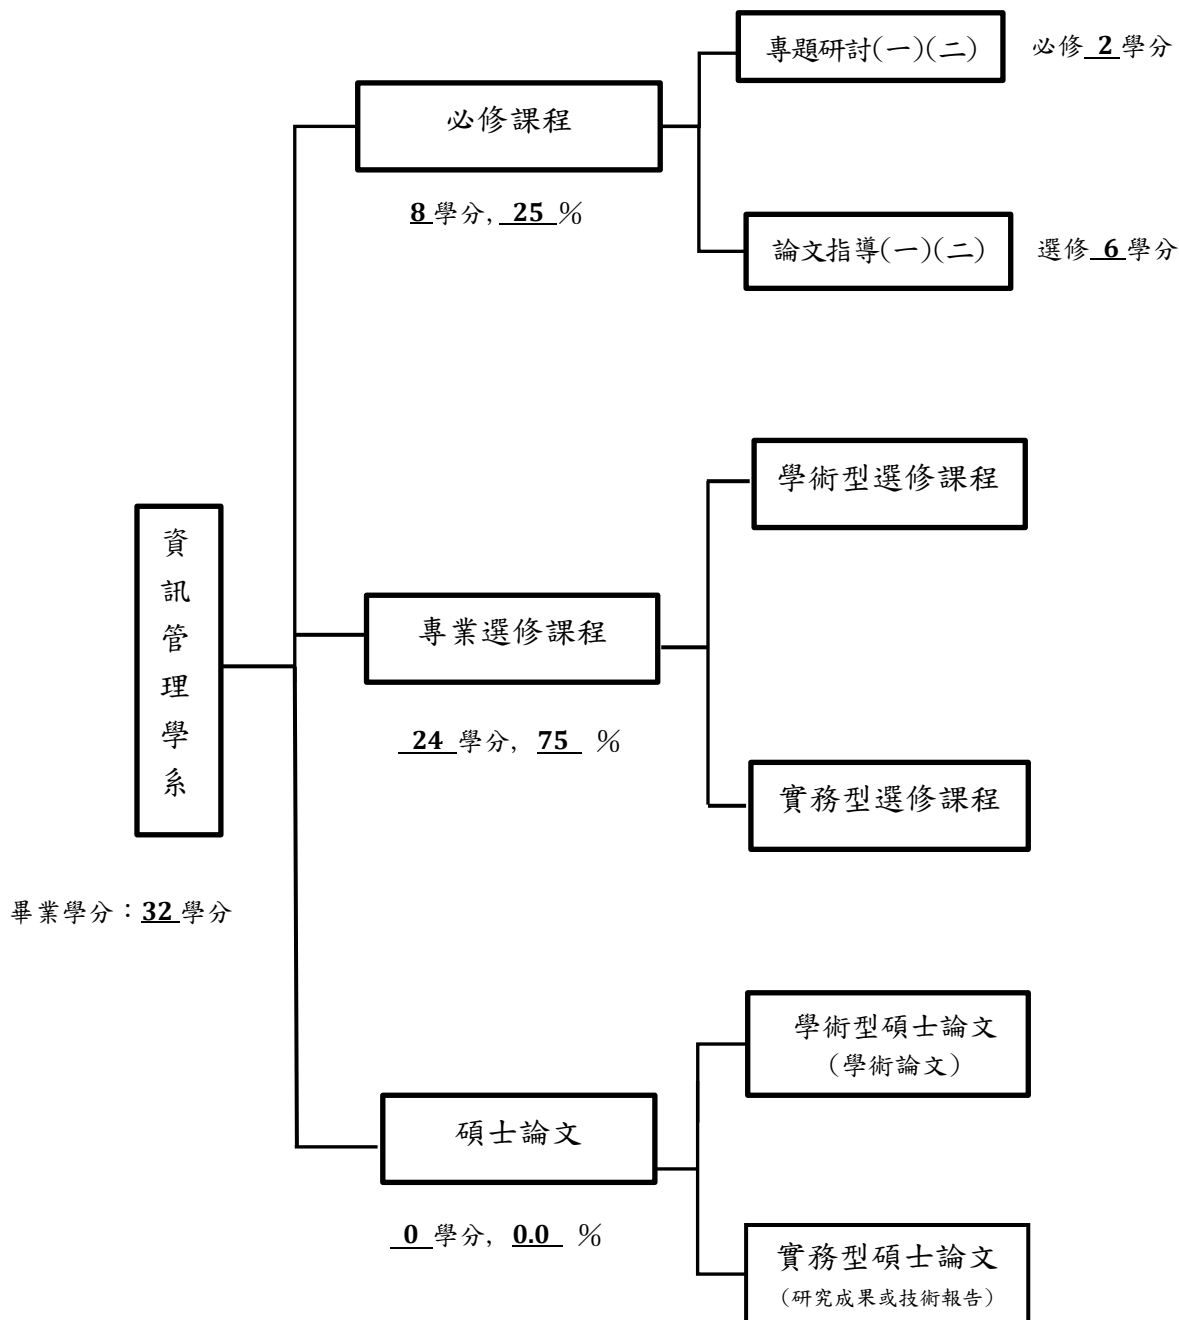 專題研討(一)(二)
必修 2 學分
必修課程
8 學分, 25 %
論文指導(一)(二)
選修 6 學分
學術型選修課程
資訊管理學系
專業選修課程
24 學分, 75 %
實務型選修課程
畢業學分：32 學分
學術型碩士論文
（學術論文）
碩士論文
0 學分, 0.0 %
實務型碩士論文
（研究成果或技術報告）